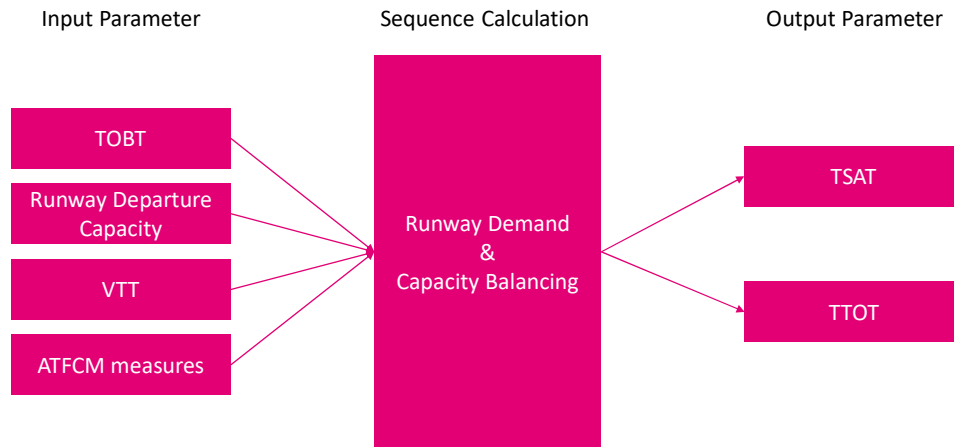 Input Parameter
Sequence Calculation
Output Parameter
TOBT
Runway Departure
Capacity
VTT
ATFCM measures
Runway Demand
&
Capacity Balancing
TSAT
TTOT